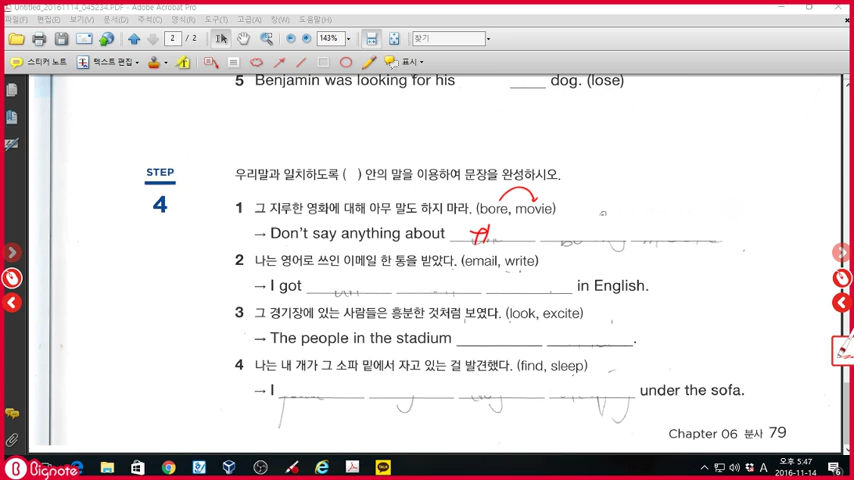 Untitled_20161114_045234.PDF - Adobe Acrobat Pro
파일(F) 편집(E) 보기(V) 문서(D) 주석(C) 양식(R) 도구(T) 고급(A) 창(W) 도움말(H)
2 / 2 143% 찾기
스티커 노트 텍스트 편집 표시
5 Benjamin was looking for his _____ dog. (lose)
STEP 4
우리말과 일치하도록 ( ) 안의 말을 이용하여 문장을 완성하시오.
1 그 지루한 영화에 대해 아무 말도 하지 마라. (bore, movie)
→ Don't say anything about
2 나는 영어로 쓰인 이메일 한 통을 받았다. (email, write)
→ I got in English.
3 그 경기장에 있는 사람들은 흥분한 것처럼 보였다. (look, excite)
→ The people in the stadium .
4 나는 내 개가 그 소파 밑에서 자고 있는 걸 발견했다. (find, sleep)
→ I under the sofa.
Chapter 06 분사 79
Bignote
A 오후 5:47
2016-11-14